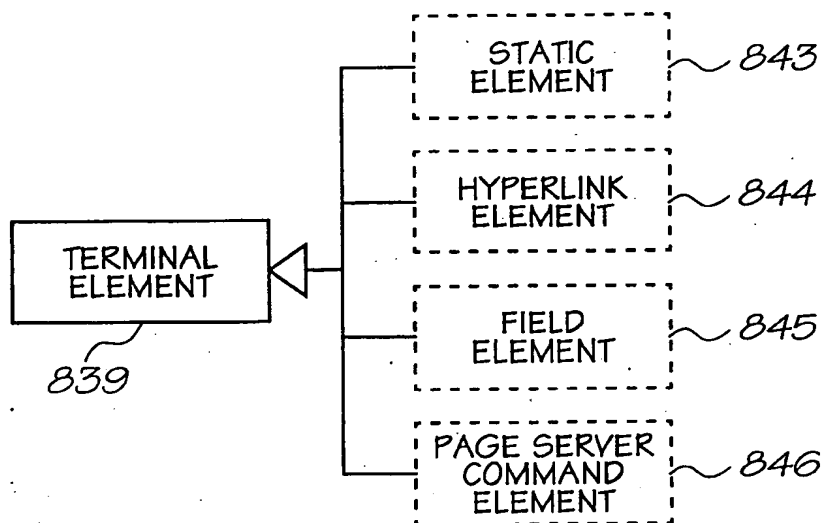 STATIC
ELEMENT
843
HYPERLINK
ELEMENT
844
TERMINAL
ELEMENT
839
FIELD
ELEMENT
845
PAGE SERVER
COMMAND
ELEMENT
846